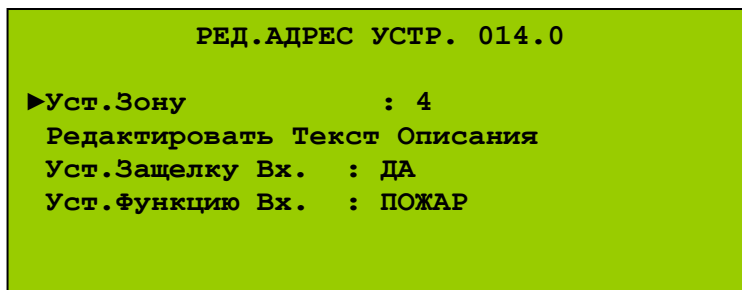 РЕД.АДРЕС УСТР. 014.0
►Уст.Зону : 4
Редактировать Текст Описания
Уст.Защелку Вх. : ДА
Уст.Функцию Вх. : ПОЖАР